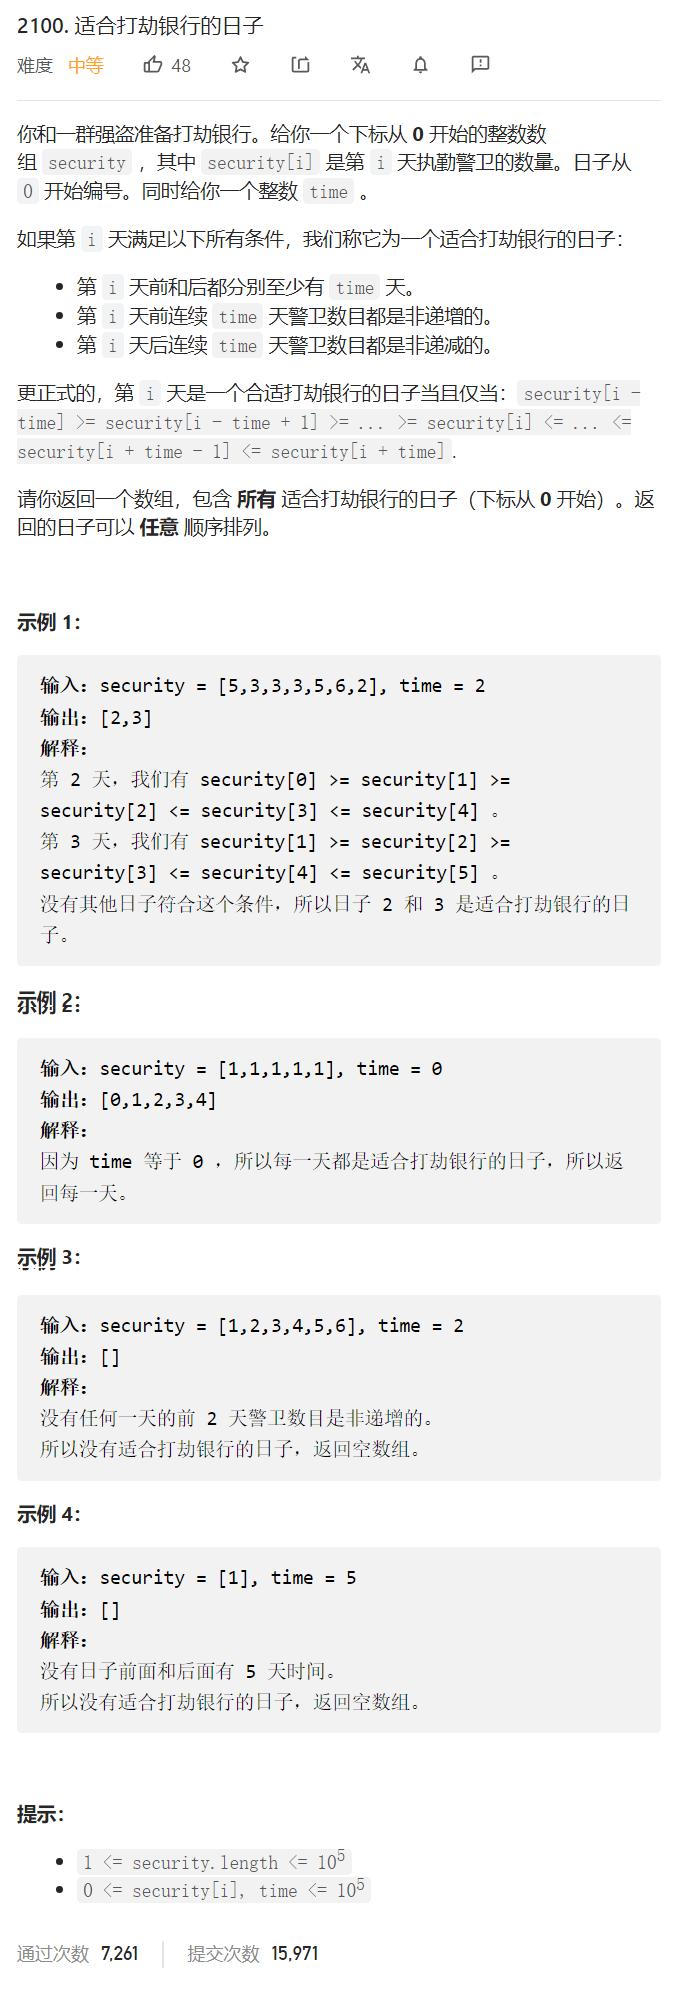 2100. 适合打劫银行的日子
难度 中等 48
你和一群强盗准备打劫银行。给你一个下标从 0 开始的整数数
组 security ，其中 security[i] 是第 i 天执勤警卫的数量。日子从
0 开始编号。同时给你一个整数 time 。
如果第 i 天满足以下所有条件，我们称它为一个适合打劫银行的日子：
• 第 i 天前和后都分别至少有 time 天。
• 第 i 天前连续 time 天警卫数目都是非递增的。
• 第 i 天后连续 time 天警卫数目都是非递减的。
更正式的，第 i 天是一个合适打劫银行的日子当且仅当：security[i -
time] >= security[i - time + 1] >= ... >= security[i] <= ... <=
security[i + time - 1] <= security[i + time].
请你返回一个数组，包含 所有 适合打劫银行的日子（下标从 0 开始）。返
回的日子可以 任意 顺序排列。
示例 1：
输入：security = [5,3,3,3,5,6,2], time = 2
输出：[2,3]
解释：
第 2 天，我们有 security[0] >= security[1] >=
security[2] <= security[3] <= security[4] 。
第 3 天，我们有 security[1] >= security[2] >=
security[3] <= security[4] <= security[5] 。
没有其他日子符合这个条件，所以日子 2 和 3 是适合打劫银行的日
子。
示例 2：
输入：security = [1,1,1,1,1], time = 0
输出：[0,1,2,3,4]
解释：
因为 time 等于 0 ，所以每一天都是适合打劫银行的日子，所以返
回每一天。
示例 3：
输入：security = [1,2,3,4,5,6], time = 2
输出：[]
解释：
没有任何一天的前 2 天警卫数目是非递增的。
所以没有适合打劫银行的日子，返回空数组。
示例 4：
输入：security = [1], time = 5
输出：[]
解释：
没有日子前面和后面有 5 天时间。
所以没有适合打劫银行的日子，返回空数组。
提示：
• 1 <= security.length <= 10⁵
• 0 <= security[i], time <= 10⁵
通过次数 7,261 提交次数 15,971